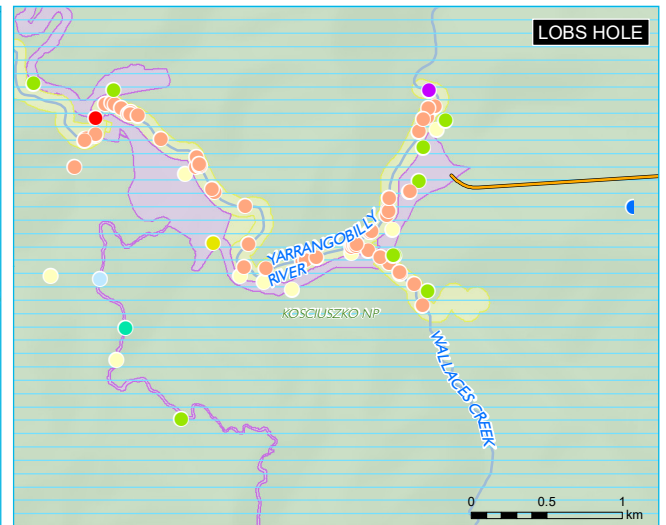 LOBS HOLE
YARRANGOBILLY
RIVER
KOSCIUSZKO NP
WALLACES CREEK
0 0.5 1
km